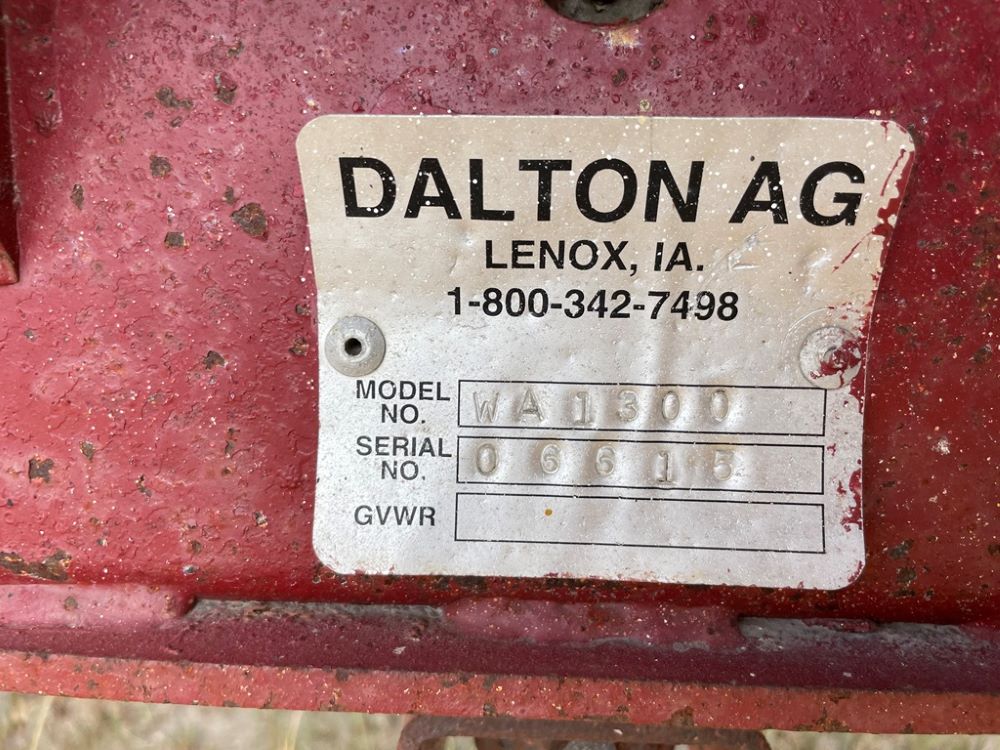 DALTON AG
LENOX, IA.
1-800-342-7498
MODEL NO. WA1300
SERIAL NO. 06615
GVWR